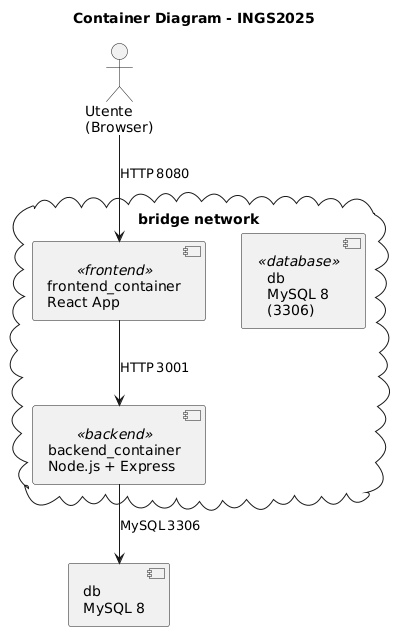 Container Diagram - INGS2025
Utente
(Browser)
HTTP 8080
bridge network
«frontend»
frontend_container
React App
«database»
db
MySQL 8
(3306)
HTTP 3001
«backend»
backend_container
Node.js + Express
MySQL 3306
db
MySQL 8